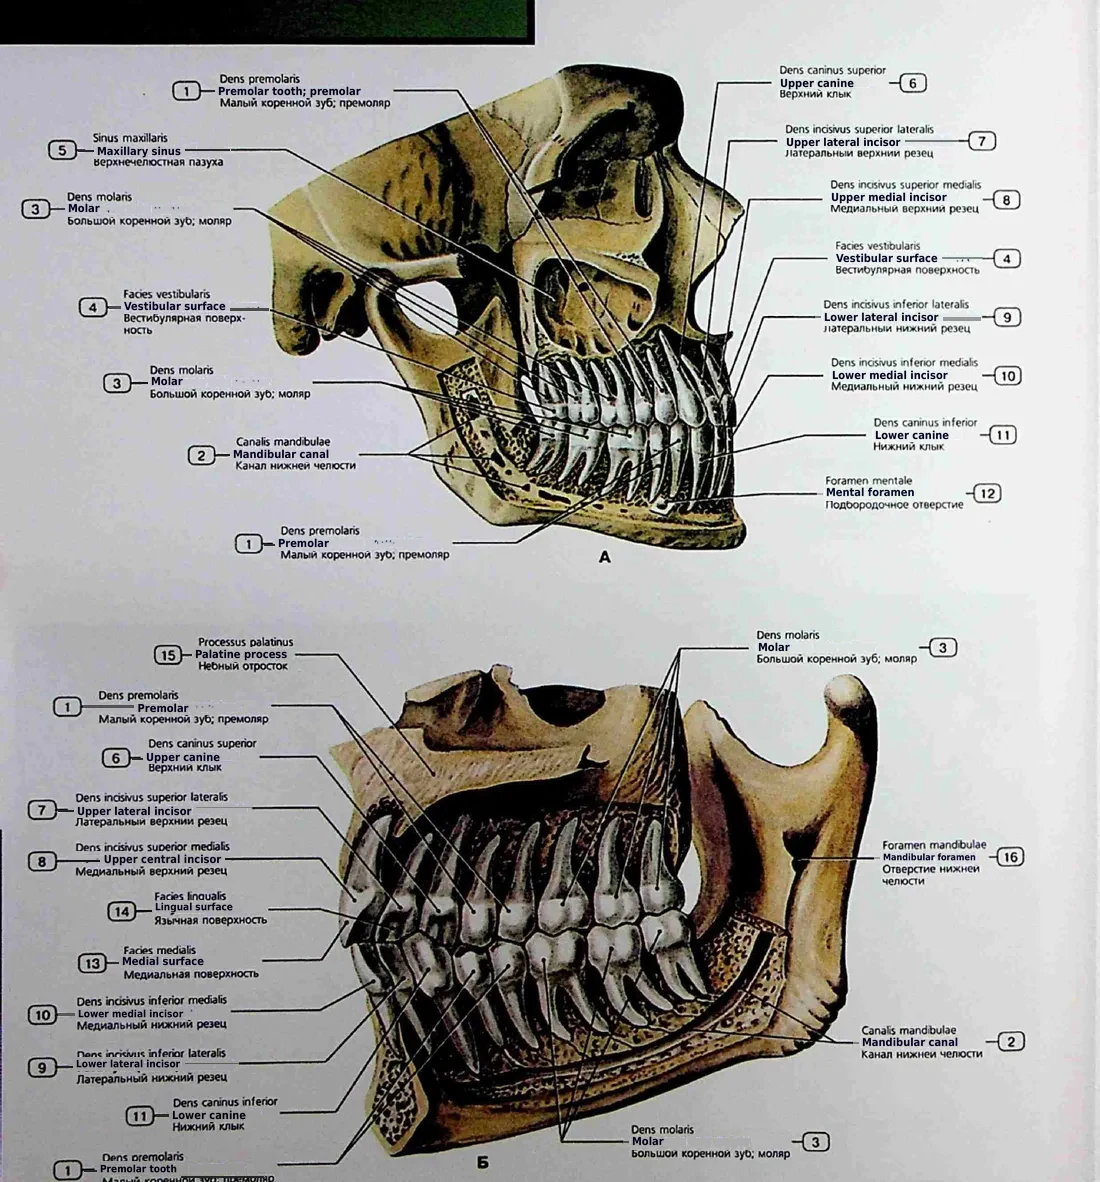 1
Dens premolaris
Premolar tooth; premolar
Малый коренной зуб; премоляр
5
Sinus maxillaris
Maxillary sinus
Верхнечелюстная пазуха
3
Dens molaris
Molar
Большой коренной зуб; моляр
4
Facies vestibularis
Vestibular surface
Вестибулярная поверх-
ность
3
Dens molaris
Molar
Большой коренной зуб; моляр
2
Canalis mandibulae
Mandibular canal
Канал нижней челюсти
1
Dens premolaris
Premolar
Малый коренной зуб; премоляр
Dens caninus superior
Upper canine
Верхний клык
6
Dens incisivus superior lateralis
Upper lateral incisor
Латеральный верхний резец
7
Dens incisivus superior medialis
Upper medial incisor
Медиальный верхний резец
8
Facies vestibularis
Vestibular surface
Вестибулярная поверхность
4
Dens incisivus inferior lateralis
Lower lateral incisor
Латеральный нижний резец
9
Dens incisivus inferior medialis
Lower medial incisor
Медиальный нижний резец
10
Dens caninus inferior
Lower canine
Нижний клык
11
Foramen mentale
Mental foramen
Подбородочное отверстие
12
А
15
Processus palatinus
Palatine process
Небный отросток
1
Dens premolaris
Premolar
Малый коренной зуб; премоляр
6
Dens caninus superior
Upper canine
Верхний клык
7
Dens incisivus superior lateralis
Upper lateral incisor
Латеральный верхний резец
8
Dens incisivus superior medialis
Upper central incisor
Медиальный верхний резец
14
Facies lingualis
Lingual surface
Язычная поверхность
13
Facies medialis
Medial surface
Медиальная поверхность
10
Dens incisivus inferior medialis
Lower medial incisor
Медиальный нижний резец
9
Dens incisivus inferior lateralis
Lower lateral incisor
Латеральный нижний резец
11
Dens caninus inferior
Lower canine
Нижний клык
1
Dens premolaris
Premolar tooth
Малый коренной зуб; премоляр
Dens molaris
Molar
Большой коренной зуб; моляр
3
Foramen mandibulae
Mandibular foramen
Отверстие нижней
челюсти
16
Canalis mandibulae
Mandibular canal
Канал нижней челюсти
2
Dens molaris
Molar
Большой коренной зуб; моляр
3
Б